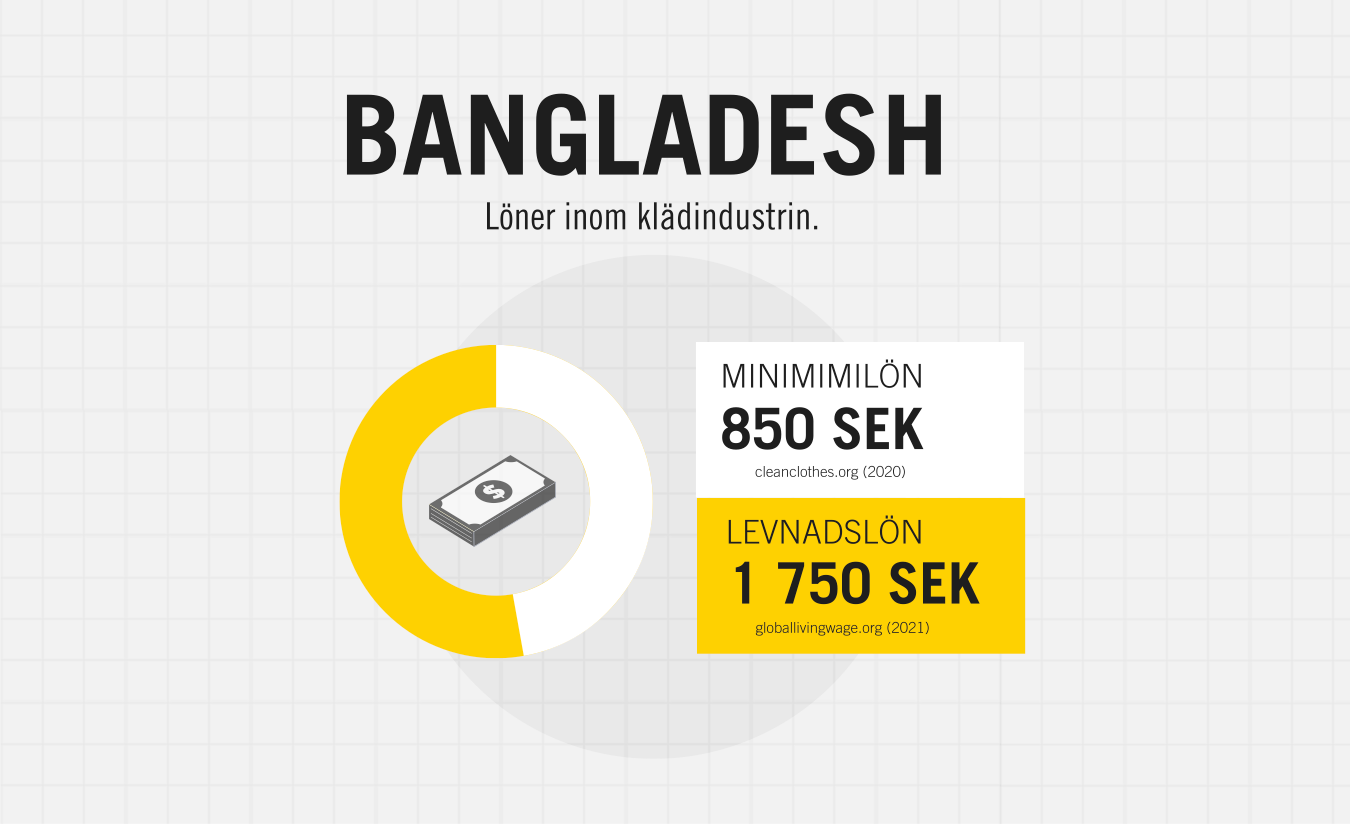 BANGLADESH
Löner inom klädindustrin.
MINIMIMILÖN
850 SEK
cleanclothes.org (2020)
LEVNADSLÖN
1 750 SEK
globallivingwage.org (2021)
$